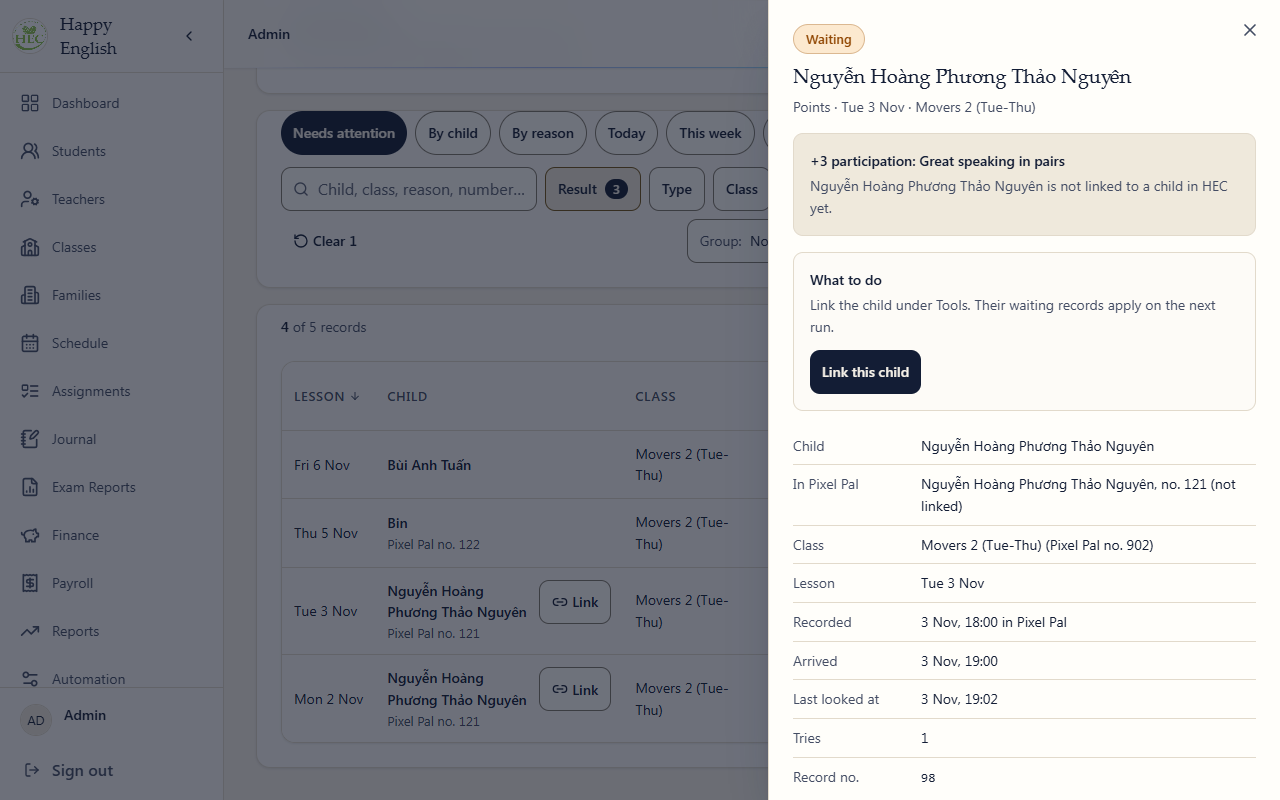 HEC
Happy
English
Dashboard
Students
Teachers
Classes
Families
Schedule
Assignments
Journal
Exam Reports
Finance
Payroll
Reports
Automation
AD
Admin
Sign out
Admin
Needs attention
By child
By reason
Today
This week
Child, class, reason, number...
Result 3
Type
Class
Clear 1
Group: No
4 of 5 records
LESSON
CHILD
CLASS
Fri 6 Nov
Bùi Anh Tuấn
Movers 2 (Tue-
Thu)
Thu 5 Nov
Bin
Pixel Pal no. 122
Movers 2 (Tue-
Thu)
Tue 3 Nov
Nguyễn Hoàng
Phương Thảo Nguyên
Pixel Pal no. 121
Link
Movers 2 (Tue-
Thu)
Mon 2 Nov
Nguyễn Hoàng
Phương Thảo Nguyên
Pixel Pal no. 121
Link
Movers 2 (Tue-
Thu)
Waiting
Nguyễn Hoàng Phương Thảo Nguyên
Points · Tue 3 Nov · Movers 2 (Tue-Thu)
+3 participation: Great speaking in pairs
Nguyễn Hoàng Phương Thảo Nguyên is not linked to a child in HEC
yet.
What to do
Link the child under Tools. Their waiting records apply on the next
run.
Link this child
Child
Nguyễn Hoàng Phương Thảo Nguyên
In Pixel Pal
Nguyễn Hoàng Phương Thảo Nguyên, no. 121 (not
linked)
Class
Movers 2 (Tue-Thu) (Pixel Pal no. 902)
Lesson
Tue 3 Nov
Recorded
3 Nov, 18:00 in Pixel Pal
Arrived
3 Nov, 19:00
Last looked at
3 Nov, 19:02
Tries
1
Record no.
98